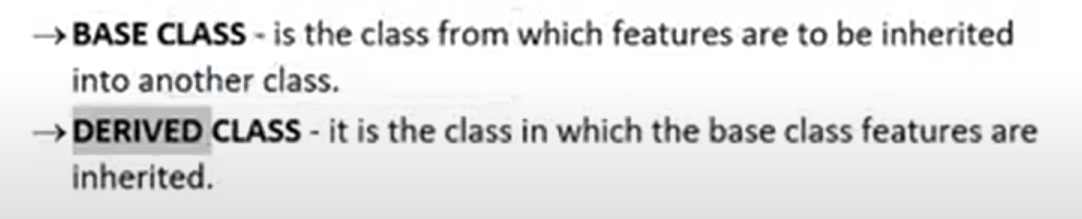 → BASE CLASS - is the class from which features are to be inherited
into another class.
→ DERIVED CLASS - it is the class in which the base class features are
inherited.